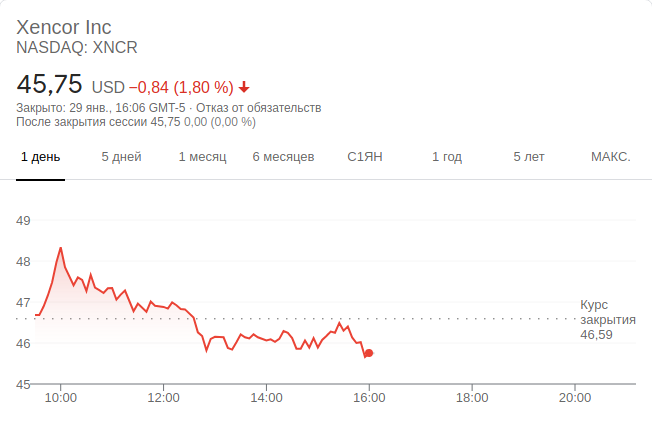 Xencor Inc
NASDAQ: XNCR
45,75 USD −0,84 (1,80 %)
Закрыто: 29 янв., 16:06 GMT-5 · Отказ от обязательств
После закрытия сессии 45,75 0,00 (0,00 %)
1 день 5 дней 1 месяц 6 месяцев С1ЯН 1 год 5 лет МАКС.
49
48
47
46
45
Курс
закрытия
46,59
10:00 12:00 14:00 16:00 18:00 20:00